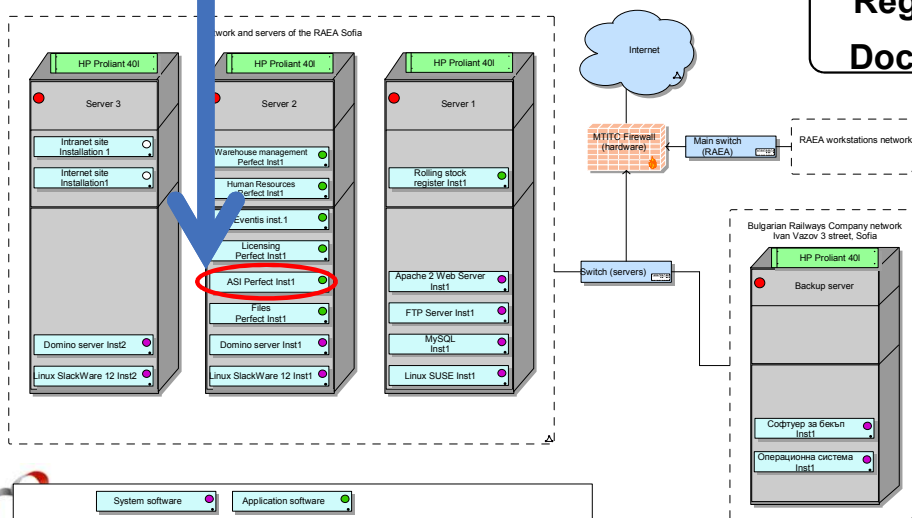 Reg
Doc
work and servers of the RAEA Sofia
HP Proliant 40l
Server 3
Intranet site
Installation 1
Internet site
Installation1
Domino server Inst2
Linux SlackWare 12 Inst2
HP Proliant 40l
Server 2
Warehouse management
Perfect Inst1
Human Resources
Perfect Inst1
Eventis inst.1
Licensing
Perfect Inst1
ASI Perfect Inst1
Files
Perfect Inst1
Domino server Inst1
Linux SlackWare 12 Inst1
HP Proliant 40l
Server 1
Rolling stock
register Inst1
Apache 2 Web Server
Inst1
FTP Server Inst1
MySQL
Inst1
Linux SUSE Inst1
Internet
MTITC Firewall
(hardware)
Main switch
(RAEA)
RAEA workstations network
Switch (servers)
Bulgarian Railways Company network
Ivan Vazov 3 street, Sofia
HP Proliant 40l
Backup server
Софтуер за бекъп
Inst1
Операционна система
Inst1
System software
Application software